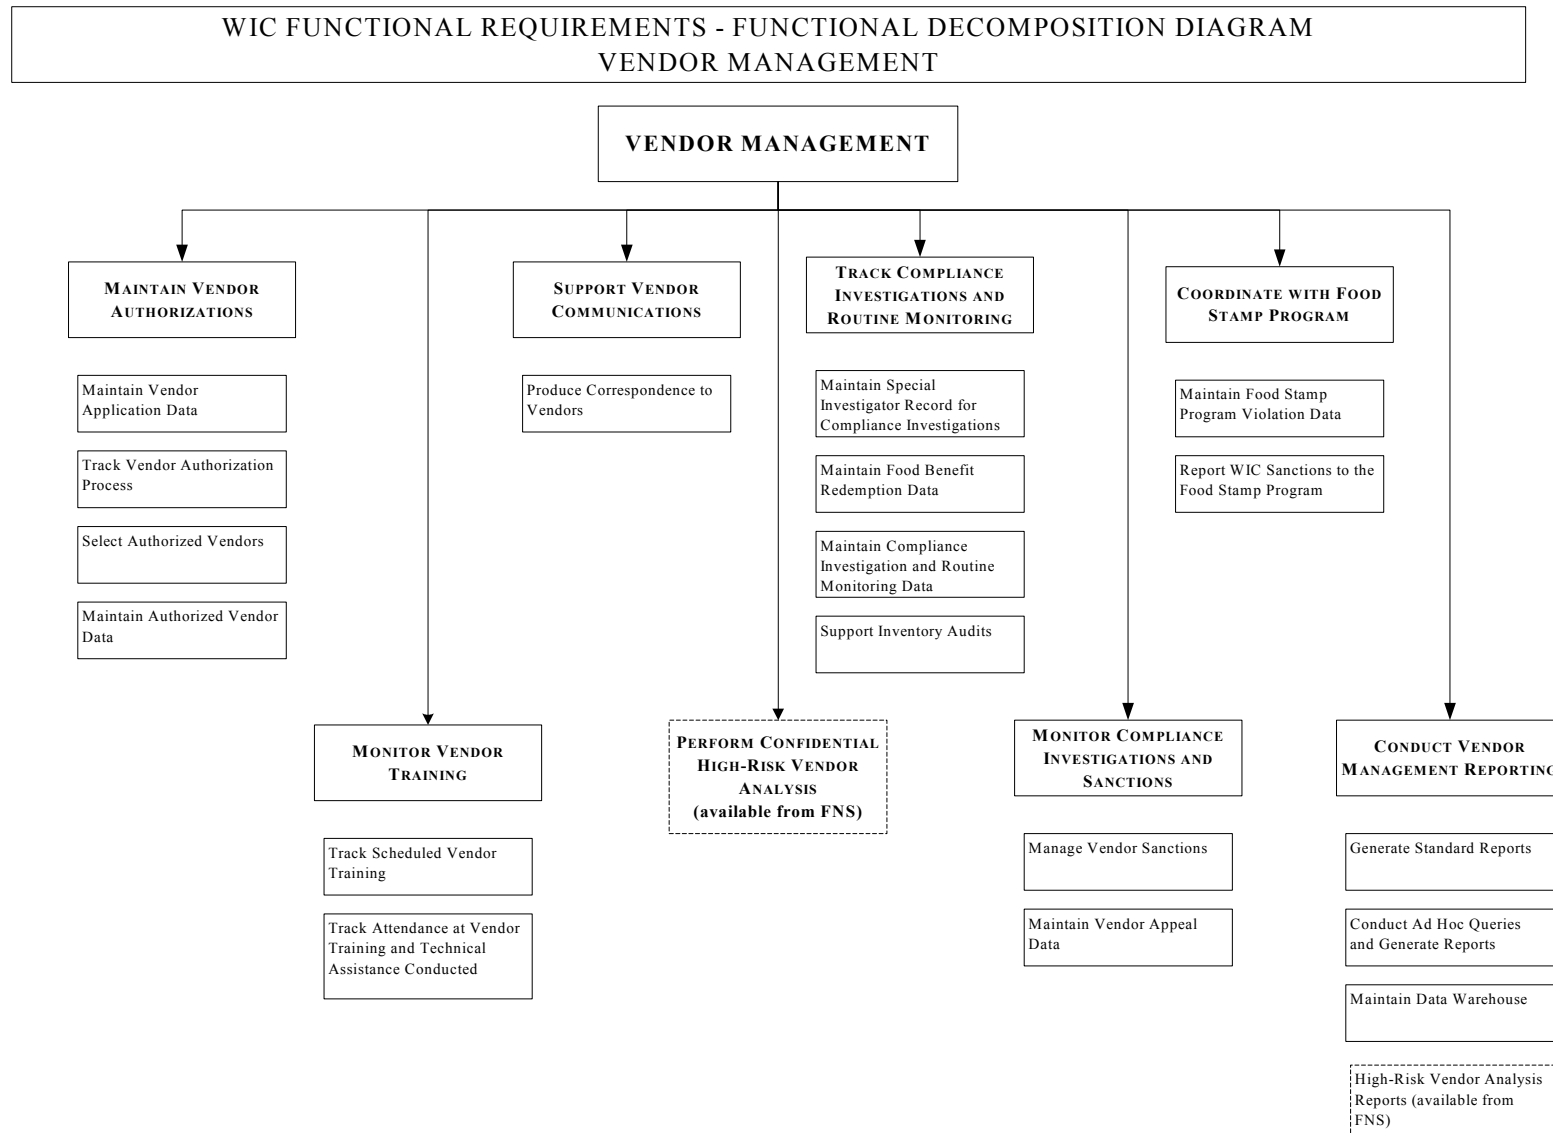 WIC FUNCTIONAL REQUIREMENTS - FUNCTIONAL DECOMPOSITION DIAGRAM
VENDOR MANAGEMENT
VENDOR MANAGEMENT
MAINTAIN VENDOR
AUTHORIZATIONS
Maintain Vendor
Application Data
Track Vendor Authorization
Process
Select Authorized Vendors
Maintain Authorized Vendor
Data
SUPPORT VENDOR
COMMUNICATIONS
Produce Correspondence to
Vendors
TRACK COMPLIANCE
INVESTIGATIONS AND
ROUTINE MONITORING
Maintain Special
Investigator Record for
Compliance Investigations
Maintain Food Benefit
Redemption Data
Maintain Compliance
Investigation and Routine
Monitoring Data
Support Inventory Audits
COORDINATE WITH FOOD
STAMP PROGRAM
Maintain Food Stamp
Program Violation Data
Report WIC Sanctions to the
Food Stamp Program
MONITOR VENDOR
TRAINING
Track Scheduled Vendor
Training
Track Attendance at Vendor
Training and Technical
Assistance Conducted
PERFORM CONFIDENTIAL
HIGH-RISK VENDOR
ANALYSIS
(available from FNS)
MONITOR COMPLIANCE
INVESTIGATIONS AND
SANCTIONS
Manage Vendor Sanctions
Maintain Vendor Appeal
Data
CONDUCT VENDOR
MANAGEMENT REPORTING
Generate Standard Reports
Conduct Ad Hoc Queries
and Generate Reports
Maintain Data Warehouse
High-Risk Vendor Analysis
Reports (available from
FNS)